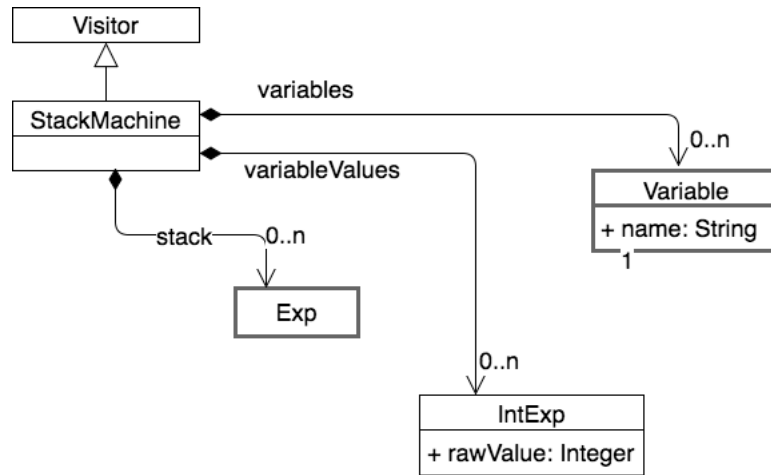 Visitor
variables
StackMachine
0..n
variableValues
Variable
+ name: String
stack
0..n
1
Exp
0..n
IntExp
+ rawValue: Integer